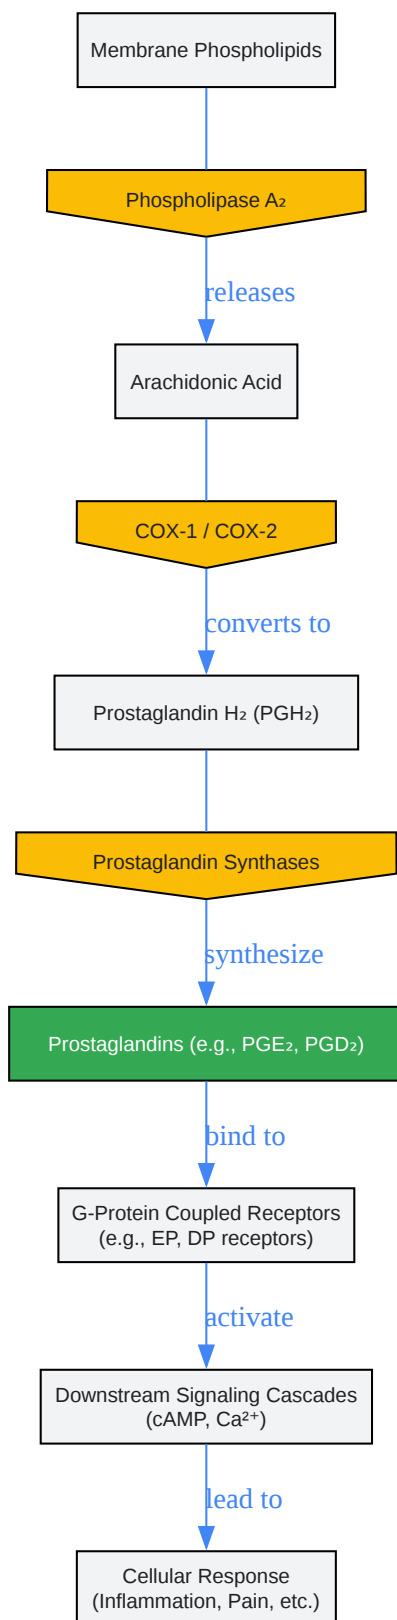 Membrane Phospholipids
Phospholipase A₂
releases
Arachidonic Acid
COX-1 / COX-2
converts to
Prostaglandin H₂ (PGH₂)
Prostaglandin Synthases
synthesize
Prostaglandins (e.g., PGE₂, PGD₂)
bind to
G-Protein Coupled Receptors
(e.g., EP, DP receptors)
activate
Downstream Signaling Cascades
(cAMP, Ca²⁺)
lead to
Cellular Response
(Inflammation, Pain, etc.)